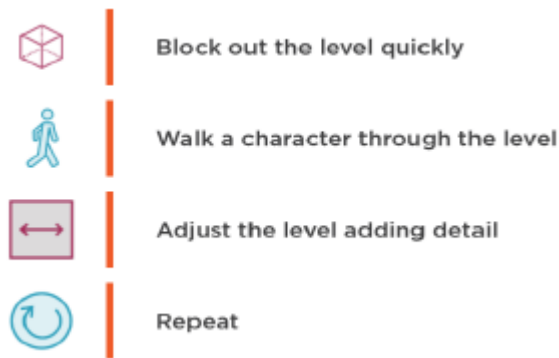 Block out the level quickly
Walk a character through the level
Adjust the level adding detail
Repeat